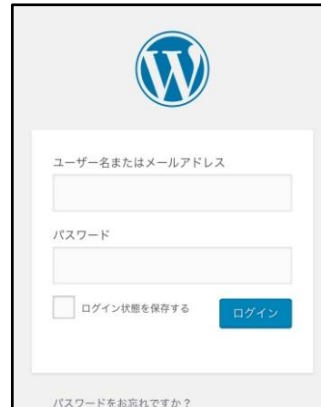 ユーザー名またはメールアドレス
パスワード
ログイン状態を保存する
ログイン
パスワードをお忘れですか ?